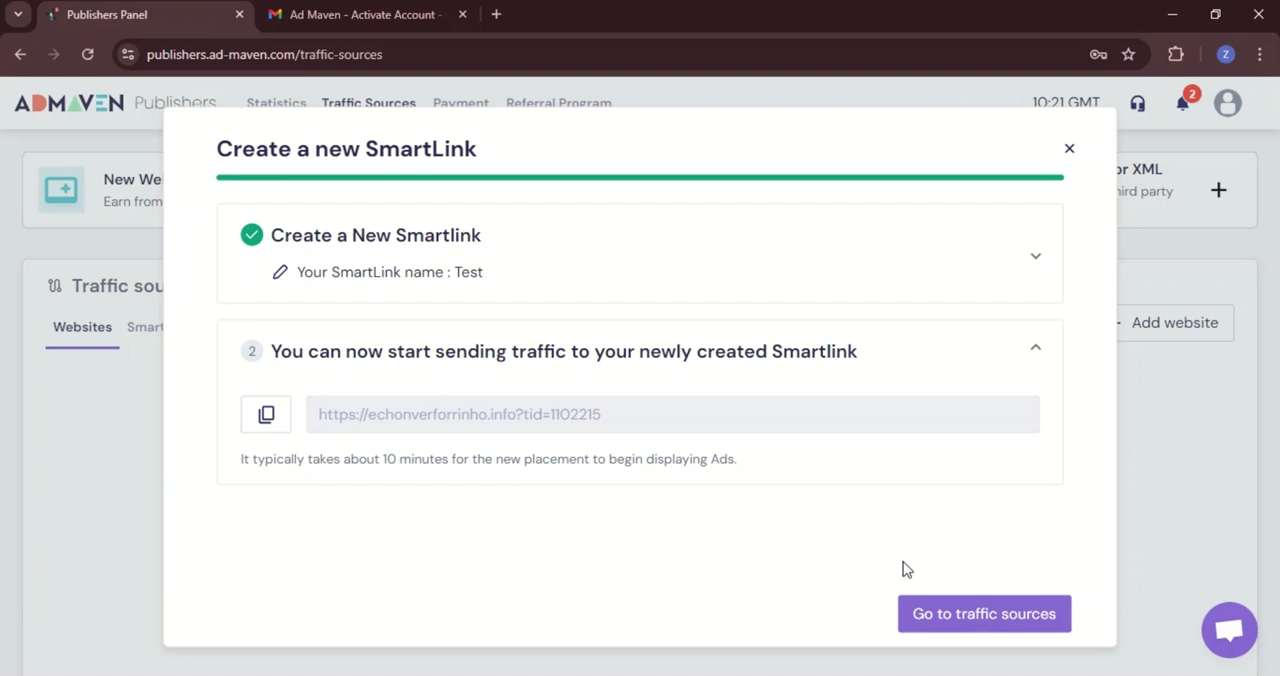 Publishers Panel
Ad Maven - Activate Account -
publishers.ad-maven.com/traffic-sources
Z
ADMAVEN Publishers Statistics Traffic Sources Payment Referral Program 10:21 GMT 2
Create a new SmartLink
New We
Earn from
or XML
hird party
Create a New Smartlink
Your SmartLink name : Test
Traffic sou
Websites Smart
Add website
2 You can now start sending traffic to your newly created Smartlink
https://echonverforrinho.info?tid=1102215
It typically takes about 10 minutes for the new placement to begin displaying Ads.
Go to traffic sources